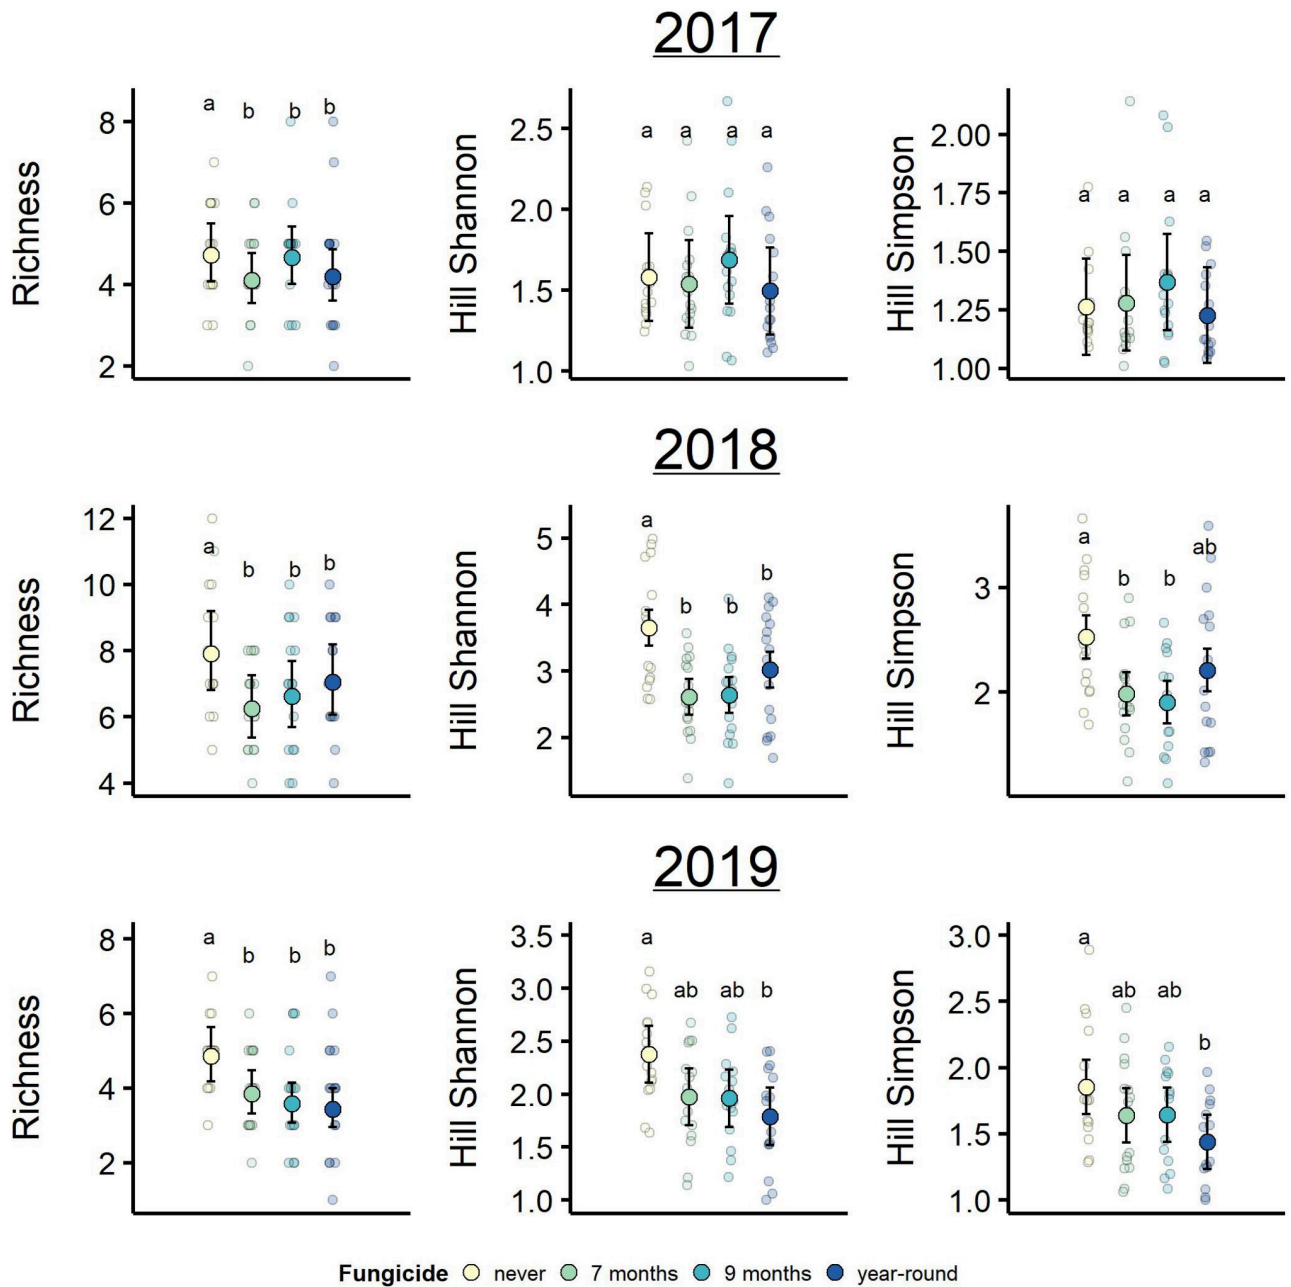 2017
Richness
8
6
4
2
a b b b
Hill Shannon
2.5
2.0
1.5
1.0
a a a a
Hill Simpson
2.00
1.75
1.50
1.25
1.00
a a a a
2018
Richness
12
10
8
6
4
a b b b
Hill Shannon
5
4
3
2
a b b b
Hill Simpson
3
2
a b b ab
2019
Richness
8
6
4
2
a b b b
Hill Shannon
3.5
3.0
2.5
2.0
1.5
1.0
a ab ab b
Hill Simpson
3.0
2.5
2.0
1.5
1.0
a ab ab b
Fungicide never 7 months 9 months year-round